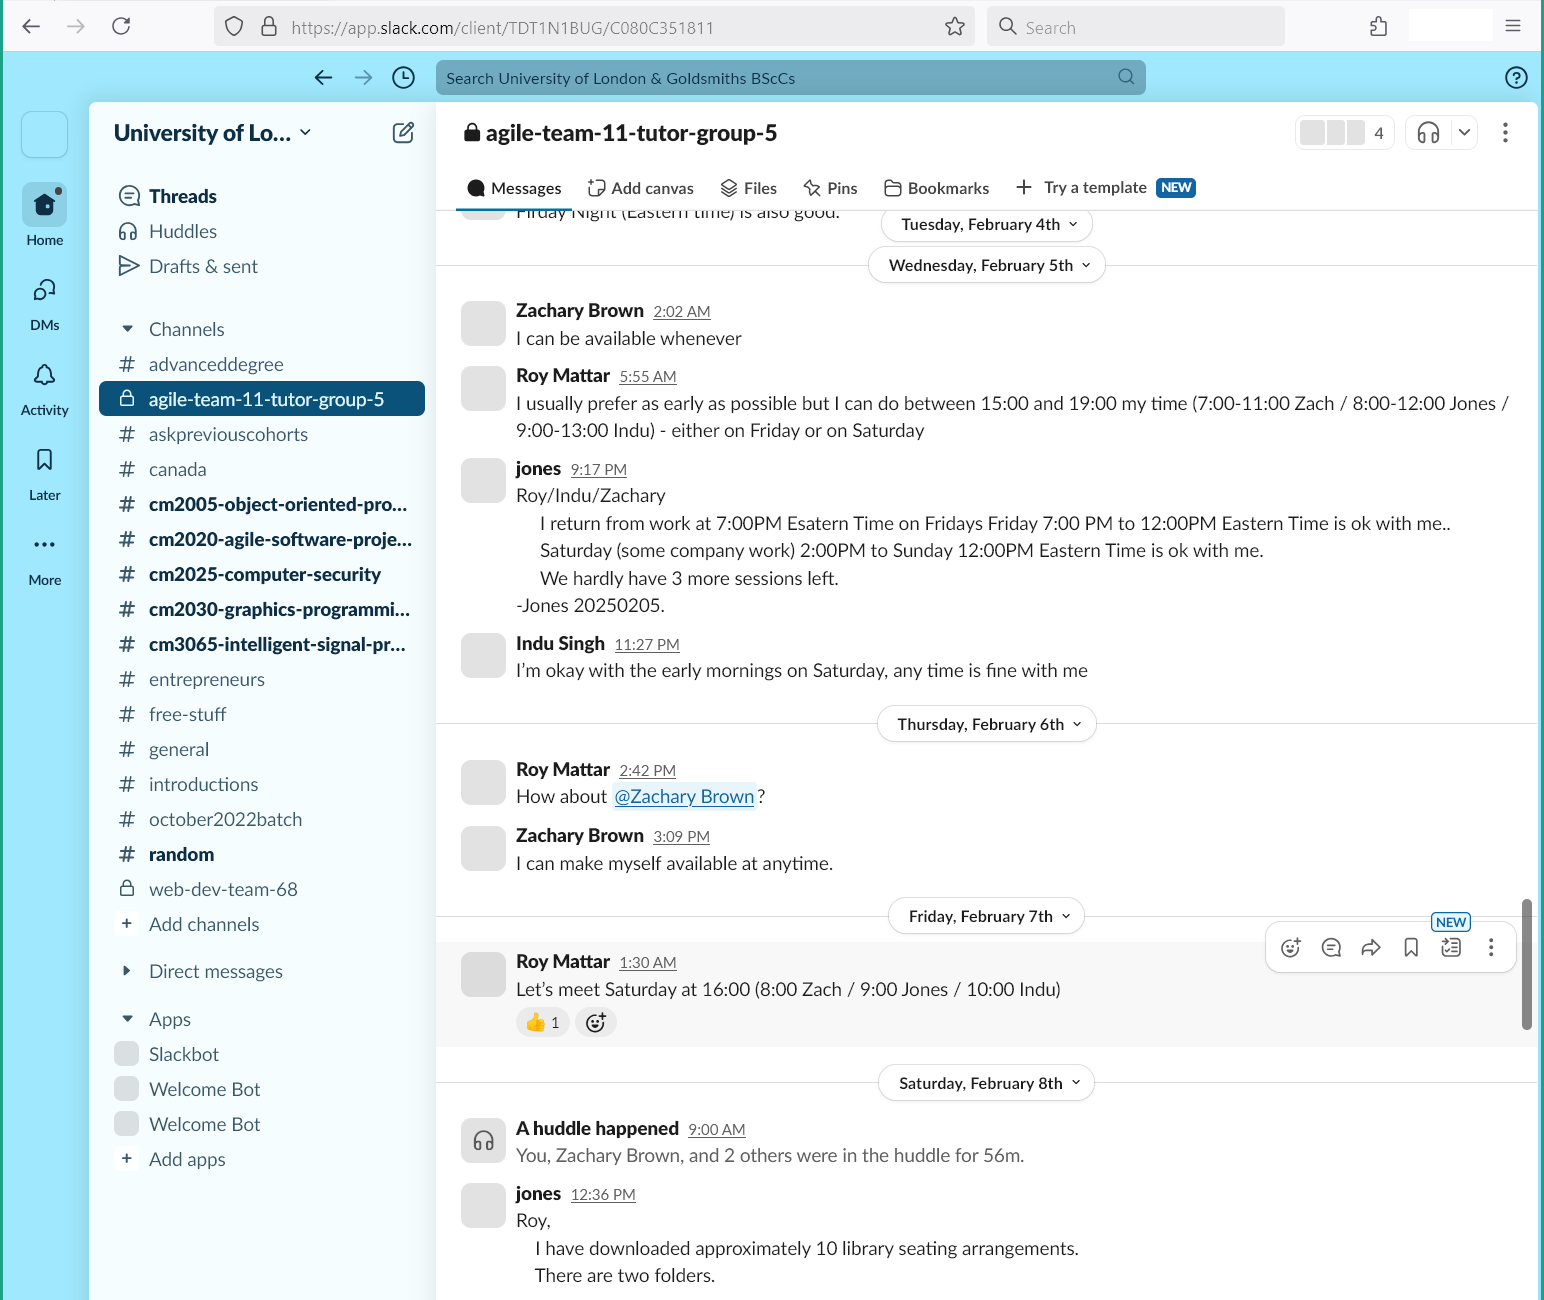 https://app.slack.com/client/TDT1N1BUG/C080C351811
Search
Search University of London & Goldsmiths BScCs
Home
DMs
Activity
Later
More
University of Lo...
Threads
Huddles
Drafts & sent
Channels
# advanceddegree
agile-team-11-tutor-group-5
# askpreviouscohorts
# canada
# cm2005-object-oriented-pro...
# cm2020-agile-software-proje...
# cm2025-computer-security
# cm2030-graphics-programmi...
# cm3065-intelligent-signal-pr...
# entrepreneurs
# free-stuff
# general
# introductions
# october2022batch
# random
web-dev-team-68
+ Add channels
Direct messages
Apps
Slackbot
Welcome Bot
Welcome Bot
+ Add apps
agile-team-11-tutor-group-5
4
Messages Add canvas Files Pins Bookmarks + Try a template NEW
Firday Night (Eastern time) is also good.
Tuesday, February 4th
Wednesday, February 5th
Zachary Brown 2:02 AM
I can be available whenever
Roy Mattar 5:55 AM
I usually prefer as early as possible but I can do between 15:00 and 19:00 my time (7:00-11:00 Zach / 8:00-12:00 Jones /
9:00-13:00 Indu) - either on Friday or on Saturday
jones 9:17 PM
Roy/Indu/Zachary
I return from work at 7:00PM Esatern Time on Fridays Friday 7:00 PM to 12:00PM Eastern Time is ok with me..
Saturday (some company work) 2:00PM to Sunday 12:00PM Eastern Time is ok with me.
We hardly have 3 more sessions left.
-Jones 20250205.
Indu Singh 11:27 PM
I'm okay with the early mornings on Saturday, any time is fine with me
Thursday, February 6th
Roy Mattar 2:42 PM
How about @Zachary Brown ?
Zachary Brown 3:09 PM
I can make myself available at anytime.
Friday, February 7th
NEW
Roy Mattar 1:30 AM
Let's meet Saturday at 16:00 (8:00 Zach / 9:00 Jones / 10:00 Indu)
👍 1
Saturday, February 8th
A huddle happened 9:00 AM
You, Zachary Brown, and 2 others were in the huddle for 56m.
jones 12:36 PM
Roy,
I have downloaded approximately 10 library seating arrangements.
There are two folders.